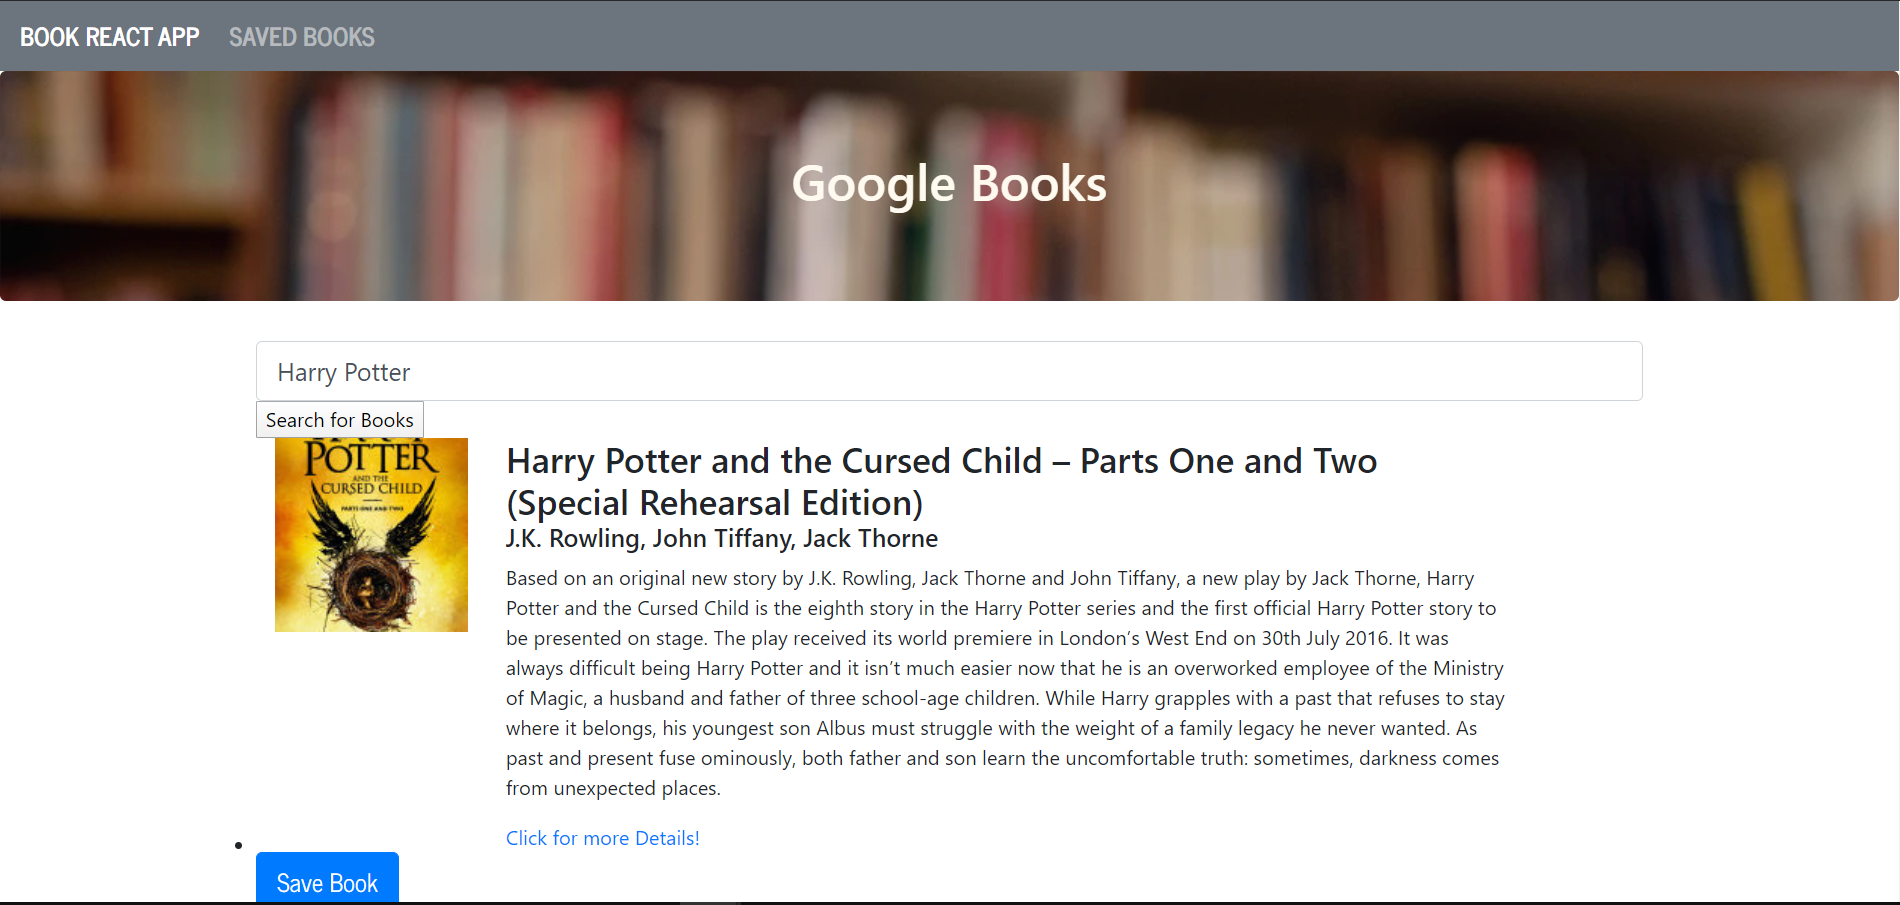 BOOK REACT APP SAVED BOOKS
Google Books
Harry Potter
Search for Books
POTTER
AND THE
CURSED CHILD
PARTS ONE AND TWO
Harry Potter and the Cursed Child – Parts One and Two
(Special Rehearsal Edition)
J.K. Rowling, John Tiffany, Jack Thorne
Based on an original new story by J.K. Rowling, Jack Thorne and John Tiffany, a new play by Jack Thorne, Harry
Potter and the Cursed Child is the eighth story in the Harry Potter series and the first official Harry Potter story to
be presented on stage. The play received its world premiere in London’s West End on 30th July 2016. It was
always difficult being Harry Potter and it isn’t much easier now that he is an overworked employee of the Ministry
of Magic, a husband and father of three school-age children. While Harry grapples with a past that refuses to stay
where it belongs, his youngest son Albus must struggle with the weight of a family legacy he never wanted. As
past and present fuse ominously, both father and son learn the uncomfortable truth: sometimes, darkness comes
from unexpected places.
Click for more Details!
Save Book